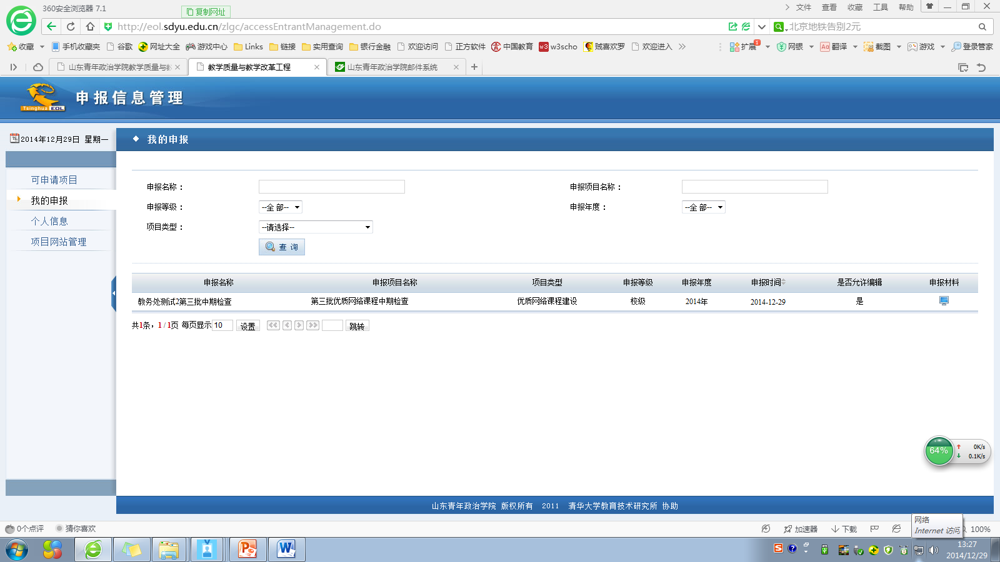 360安全浏览器 7.1
复制网址
文件 查看 收藏 工具 帮助
http://eol.sdyu.edu.cn/zlgc/accessEntrantManagement.do
北京地铁告别2元
收藏 手机收藏夹 谷歌 网址大全 游戏中心 Links 链接 实用查询 银行金融 欢迎访问 正方软件 中国教育 w3 w3scho 贼喜欢罗 欢迎进入 扩展 1 网银 Aa 翻译 截图 游戏 登录管家
山东青年政治学院教学质量与教
教学质量与教学改革工程
山东青年政治学院邮件系统
Tsinghua EOL
申报信息管理
2014年12月29日 星期一
我的申报
可申请项目
我的申报
个人信息
项目网站管理
申报名称：
申报项目名称：
申报等级： --全 部--
申报年度： --全 部--
项目类型： --请选择--
查 询
申报名称 申报项目名称 项目类型 申报等级 申报年度 申报时间 是否允许编辑 申报材料
教务处测试2第三批中期检查 第三批优质网络课程中期检查 优质网络课程建设 校级 2014年 2014-12-29 是
共1条，1 / 1页 每页显示 10 设置 跳转
64%
0K/s
0.1K/s
山东青年政治学院 版权所有 2011 清华大学教育技术研究所 协助
0个点评 猜你喜欢
加速器 下载 100%
网络
Internet 访问
13:27
2014/12/29